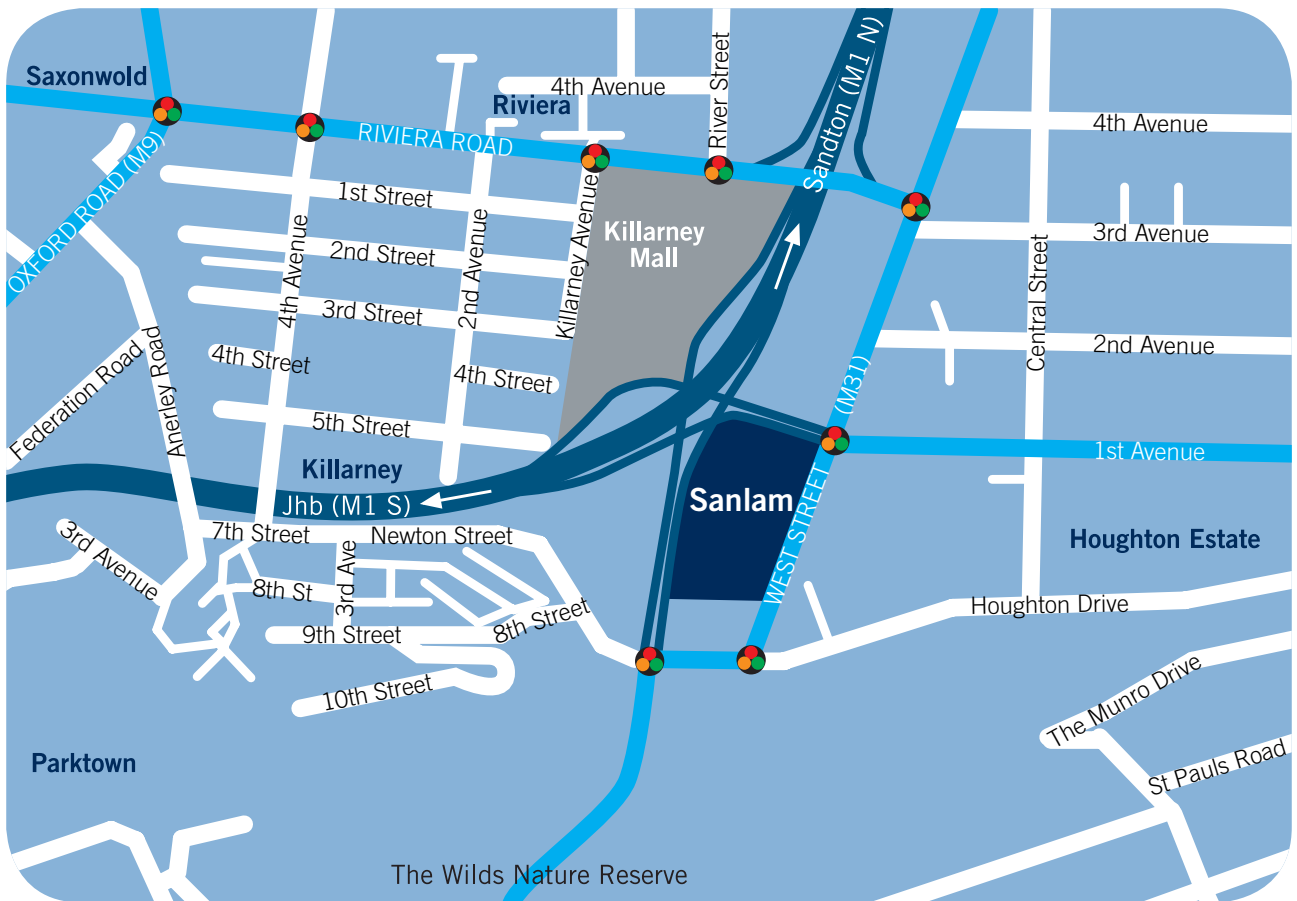 Saxonwold
4th Avenue
River Street
Sandton (M1 N)
Riviera
RIVIERA ROAD
4th Avenue
OXFORD ROAD (M9)
1st Street
Killarney Avenue
Killarney
Mall
3rd Avenue
2nd Street
4th Avenue
2nd Avenue
3rd Street
Central Street
2nd Avenue
4th Street
4th Street
Federation Road
Anerley Road
(M31)
5th Street
1st Avenue
Killarney
Jhb (M1 S)
Sanlam
WEST STREET
7th Street
Newton Street
Houghton Estate
3rd Avenue
3rd Ave
8th St
Houghton Drive
9th Street
8th Street
10th Street
The Munro Drive
Parktown
St Pauls Road
The Wilds Nature Reserve